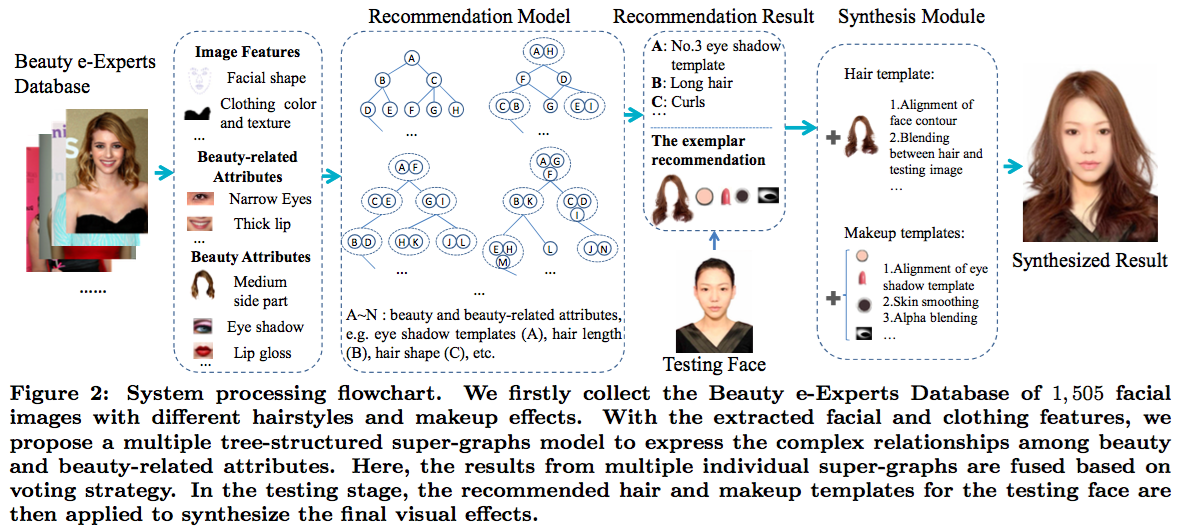 Recommendation Model
Recommendation Result
Synthesis Module
Beauty e-Experts
Database
......
Image Features
Facial shape
Clothing color
and texture
...
Beauty-related
Attributes
Narrow Eyes
Thick lip
...
Beauty Attributes
Medium
side part
Eye shadow
Lip gloss
...
A
B C
D E F G H
...
A H
F D
C B G E I
...
A F
C E G I
B D H K J L
...
A G
F
B K C D
I
E H L J N
M
...
...
A~N : beauty and beauty-related attributes,
e.g. eye shadow templates (A), hair length
(B), hair shape (C), etc.
A: No.3 eye shadow
template
B: Long hair
C: Curls
...
The exemplar
recommendation
Testing Face
Hair template:
1.Alignment of
face contour
2.Blending
between hair and
testing image
...
Makeup templates:
1.Alignment of eye
shadow template
2.Skin smoothing
3.Alpha blending
...
Synthesized Result
Figure 2: System processing flowchart. We firstly collect the Beauty e-Experts Database of 1, 505 facial
images with different hairstyles and makeup effects. With the extracted facial and clothing features, we
propose a multiple tree-structured super-graphs model to express the complex relationships among beauty
and beauty-related attributes. Here, the results from multiple individual super-graphs are fused based on
voting strategy. In the testing stage, the recommended hair and makeup templates for the testing face are
then applied to synthesize the final visual effects.